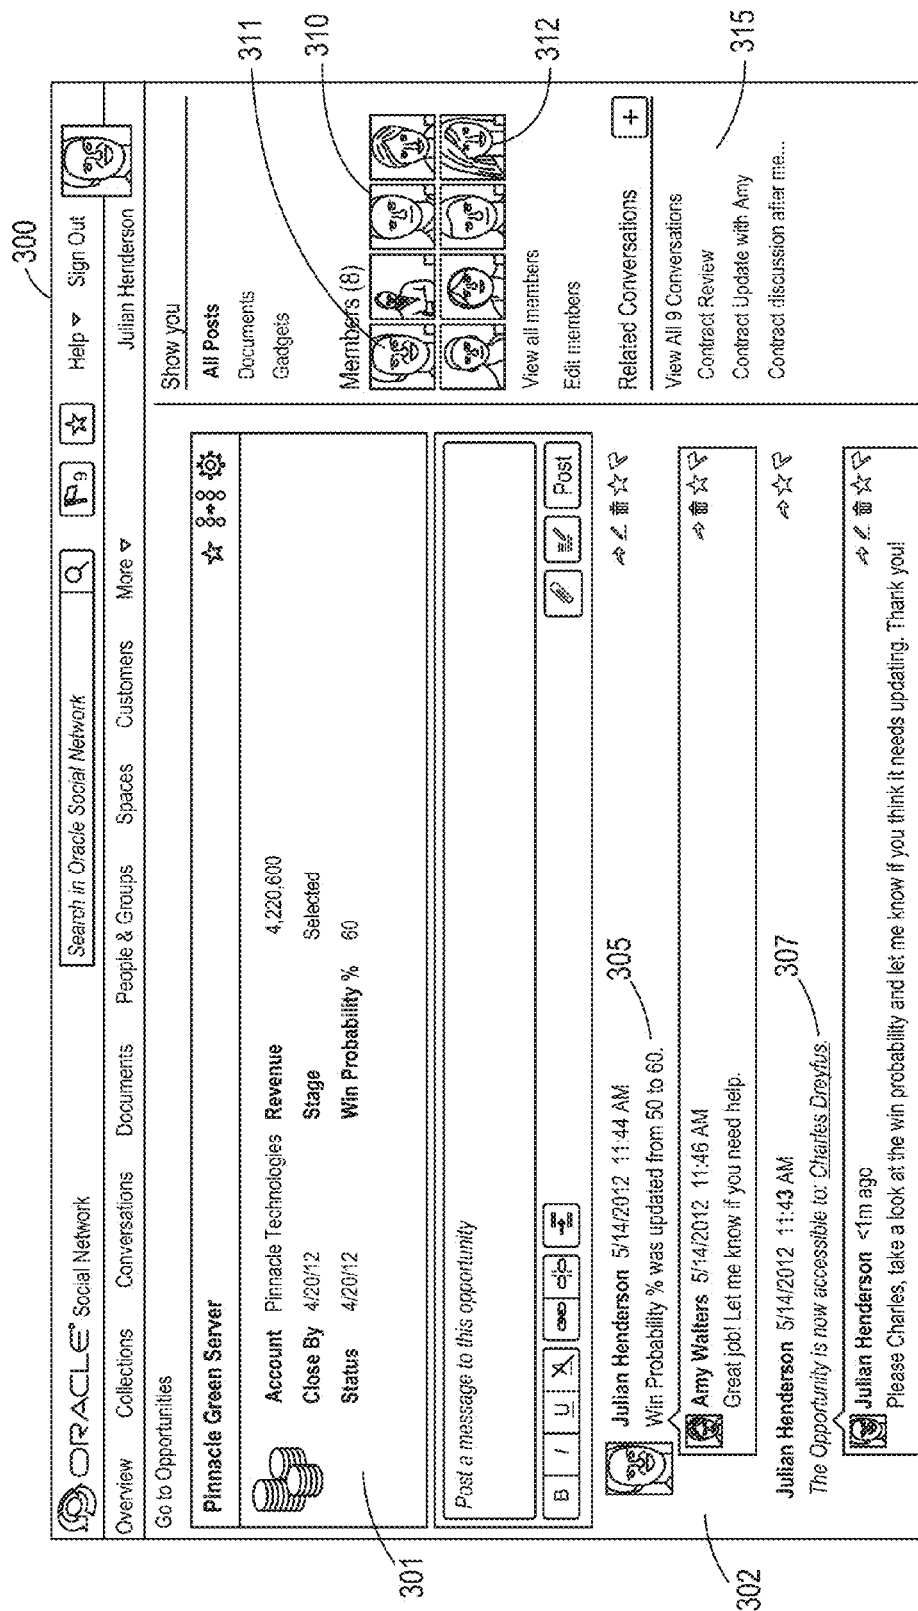 300
ORACLE® Social Network
Search in Oracle Social Network
9
Help ▼ Sign Out
Overview Collections Conversations Documents People & Groups Spaces Customers More ▼
Julian Henderson
Go to Opportunities
Pinnacle Green Server
Account Pinnacle Technologies Revenue 4,220,600
Close By 4/20/12 Stage Selected
Status 4/20/12 Win Probability % 60
301
Post a message to this opportunity
B I U A
Post
302
Julian Henderson 5/14/2012 11:44 AM
Win Probability % was updated from 50 to 60.
305
Amy Walters 5/14/2012 11:46 AM
Great job! Let me know if you need help.
Julian Henderson 5/14/2012 11:43 AM
The Opportunity is now accessible to: Charles Dreyfus.
307
Julian Henderson <1m ago
Please Charles, take a look at the win probability and let me know if you think it needs updating. Thank you!
Show you
All Posts
Documents
Gadgets
311
Members (8)
310
312
View all members
Edit members
Related Conversations +
View All 9 Conversations
315
Contract Review
Contract Update with Amy
Contract discussion after me...